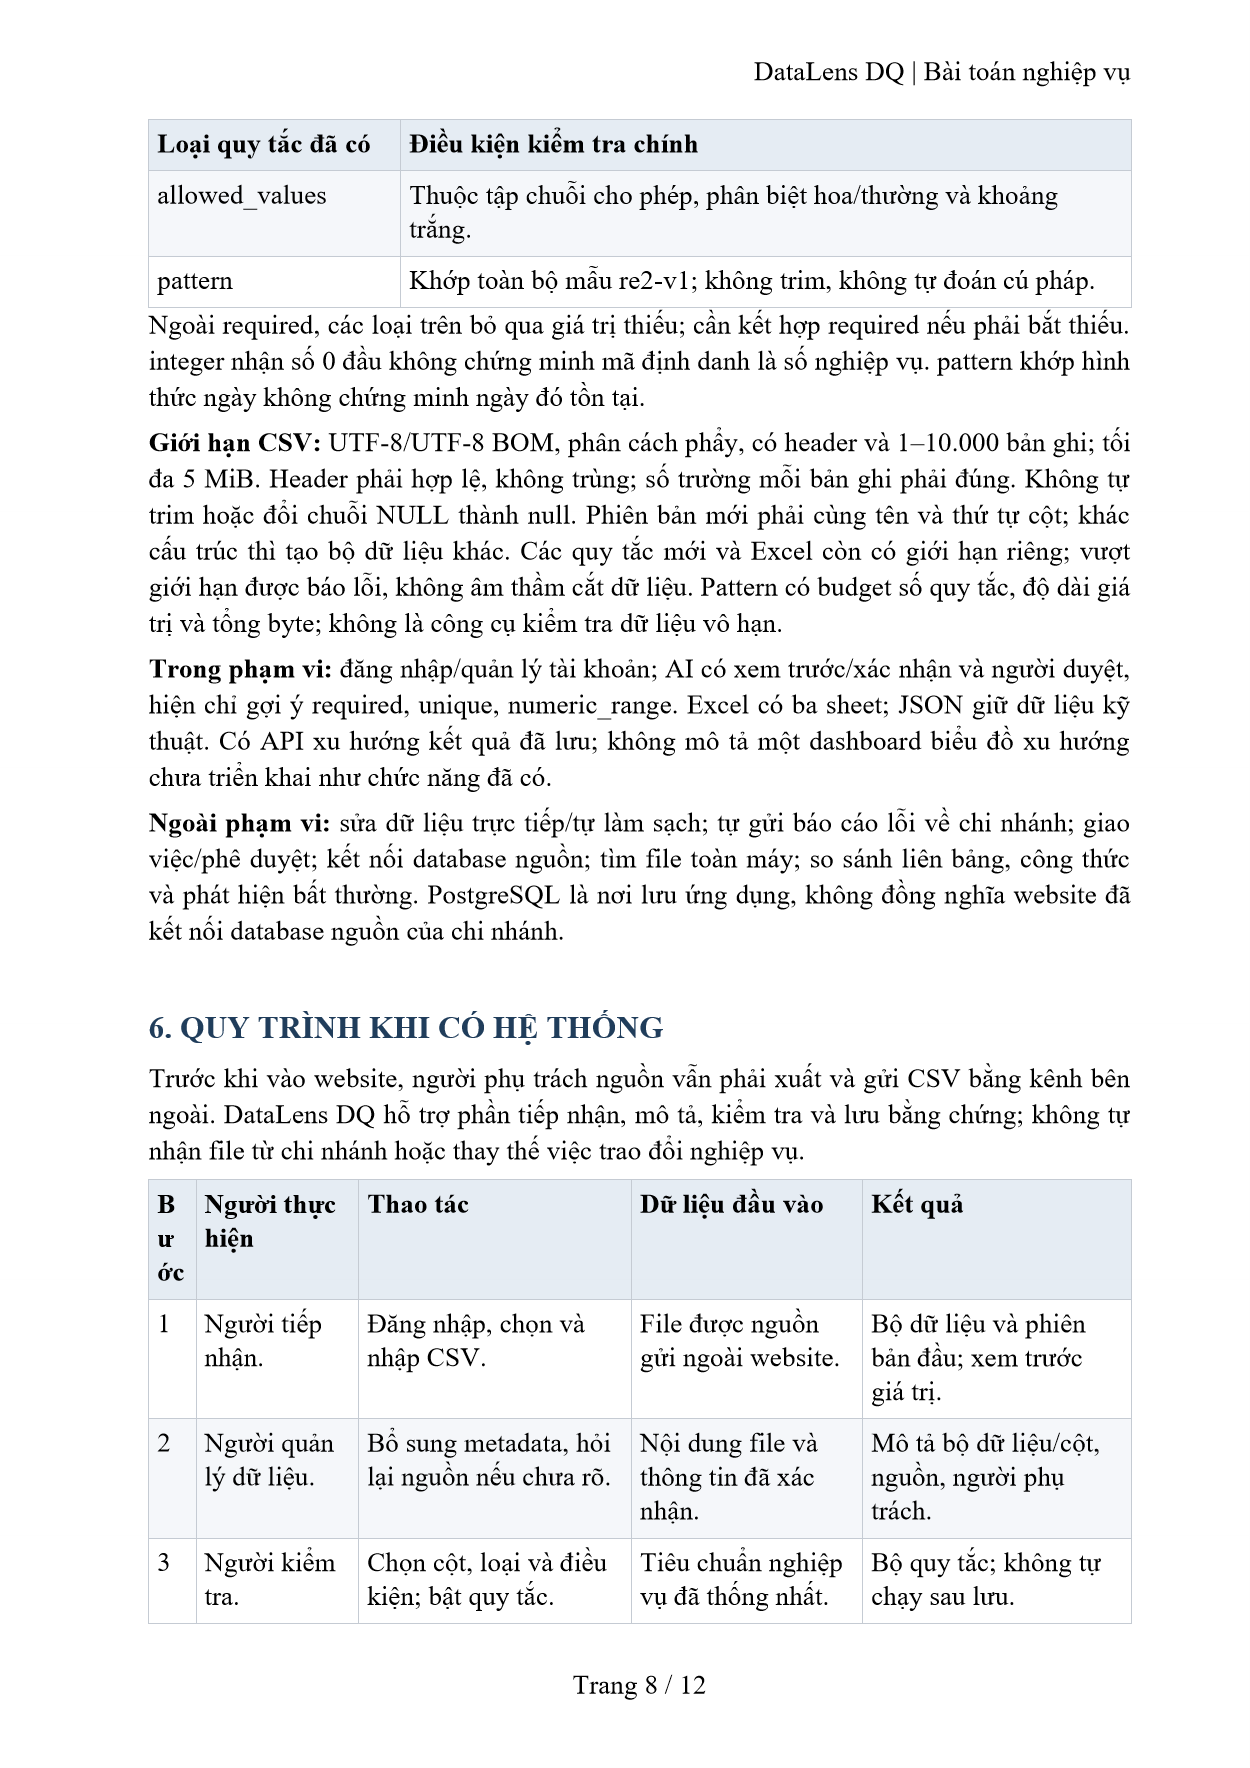 DataLens DQ | Bài toán nghiệp vụ
Loại quy tắc đã có | Điều kiện kiểm tra chính
allowed_values | Thuộc tập chuỗi cho phép, phân biệt hoa/thường và khoảng
trắng.
pattern | Khớp toàn bộ mẫu re2-v1; không trim, không tự đoán cú pháp.
Ngoài required, các loại trên bỏ qua giá trị thiếu; cần kết hợp required nếu phải bắt thiếu.
integer nhận số 0 đầu không chứng minh mã định danh là số nghiệp vụ. pattern khớp hình
thức ngày không chứng minh ngày đó tồn tại.
Giới hạn CSV: UTF-8/UTF-8 BOM, phân cách phẩy, có header và 1–10.000 bản ghi; tối
đa 5 MiB. Header phải hợp lệ, không trùng; số trường mỗi bản ghi phải đúng. Không tự
trim hoặc đổi chuỗi NULL thành null. Phiên bản mới phải cùng tên và thứ tự cột; khác
cấu trúc thì tạo bộ dữ liệu khác. Các quy tắc mới và Excel còn có giới hạn riêng; vượt
giới hạn được báo lỗi, không âm thầm cắt dữ liệu. Pattern có budget số quy tắc, độ dài giá
trị và tổng byte; không là công cụ kiểm tra dữ liệu vô hạn.
Trong phạm vi: đăng nhập/quản lý tài khoản; AI có xem trước/xác nhận và người duyệt,
hiện chỉ gợi ý required, unique, numeric_range. Excel có ba sheet; JSON giữ dữ liệu kỹ
thuật. Có API xu hướng kết quả đã lưu; không mô tả một dashboard biểu đồ xu hướng
chưa triển khai như chức năng đã có.
Ngoài phạm vi: sửa dữ liệu trực tiếp/tự làm sạch; tự gửi báo cáo lỗi về chi nhánh; giao
việc/phê duyệt; kết nối database nguồn; tìm file toàn máy; so sánh liên bảng, công thức
và phát hiện bất thường. PostgreSQL là nơi lưu ứng dụng, không đồng nghĩa website đã
kết nối database nguồn của chi nhánh.
6. QUY TRÌNH KHI CÓ HỆ THỐNG
Trước khi vào website, người phụ trách nguồn vẫn phải xuất và gửi CSV bằng kênh bên
ngoài. DataLens DQ hỗ trợ phần tiếp nhận, mô tả, kiểm tra và lưu bằng chứng; không tự
nhận file từ chi nhánh hoặc thay thế việc trao đổi nghiệp vụ.
B | Người thực | Thao tác | Dữ liệu đầu vào | Kết quả
ư | hiện
ớc
1 | Người tiếp | Đăng nhập, chọn và | File được nguồn | Bộ dữ liệu và phiên
nhận. | nhập CSV. | gửi ngoài website. | bản đầu; xem trước
giá trị.
2 | Người quản | Bổ sung metadata, hỏi | Nội dung file và | Mô tả bộ dữ liệu/cột,
lý dữ liệu. | lại nguồn nếu chưa rõ. | thông tin đã xác | nguồn, người phụ
nhận. | trách.
3 | Người kiểm | Chọn cột, loại và điều | Tiêu chuẩn nghiệp | Bộ quy tắc; không tự
tra. | kiện; bật quy tắc. | vụ đã thống nhất. | chạy sau lưu.
Trang 8 / 12